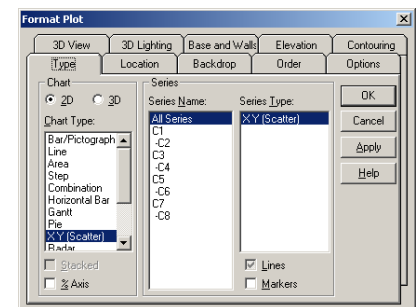 Format Plot
3D View 3D Lighting Base and Walls Elevation Contouring
Type Location Backdrop Order Options
Chart
2D 3D
Chart Type:
Bar/Pictograph
Line
Area
Step
Combination
Horizontal Bar
Gantt
Pie
XY (Scatter)
Radar
Stacked
% Axis
Series
Series Name:
All Series
C1
-C2
C3
-C4
C5
-C6
C7
-C8
Series Type:
XY (Scatter)
Lines
Markers
OK
Cancel
Apply
Help